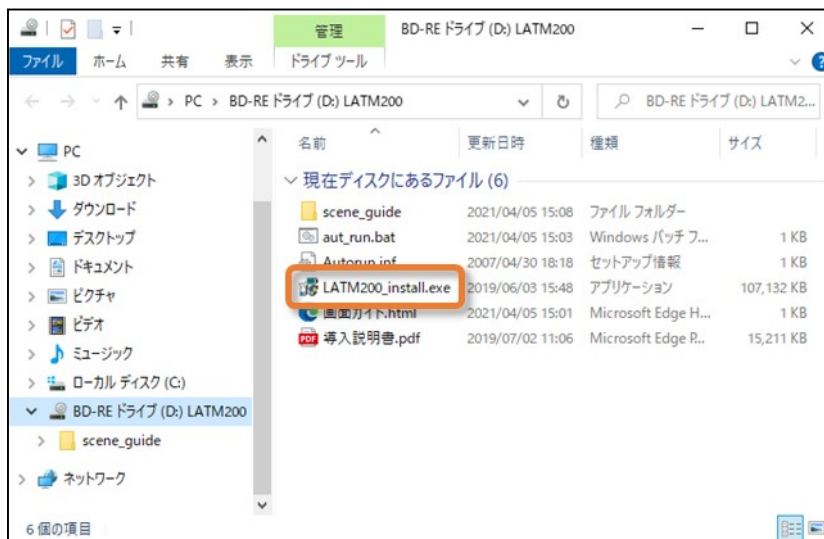 管理
BD-RE ドライブ (D:) LATM200
ファイル ホーム 共有 表示 ドライブ ツール
PC › BD-RE ドライブ (D:) LATM200
BD-RE ドライブ (D:) LATM2...
PC
3D オブジェクト
ダウンロード
デスクトップ
ドキュメント
ピクチャ
ビデオ
ミュージック
ローカル ディスク (C:)
BD-RE ドライブ (D:) LATM200
scene_guide
ネットワーク
名前 更新日時 種類 サイズ
現在ディスクにあるファイル (6)
scene_guide 2021/04/05 15:08 ファイル フォルダー
aut_run.bat 2021/04/05 15:03 Windows バッチ フ... 1 KB
Autorun.inf 2007/04/30 18:18 セットアップ情報 1 KB
LATM200_install.exe 2019/06/03 15:48 アプリケーション 107,132 KB
画面ガイド.html 2021/04/05 15:01 Microsoft Edge H... 1 KB
導入説明書.pdf 2019/07/02 11:06 Microsoft Edge P... 15,211 KB
6 個の項目